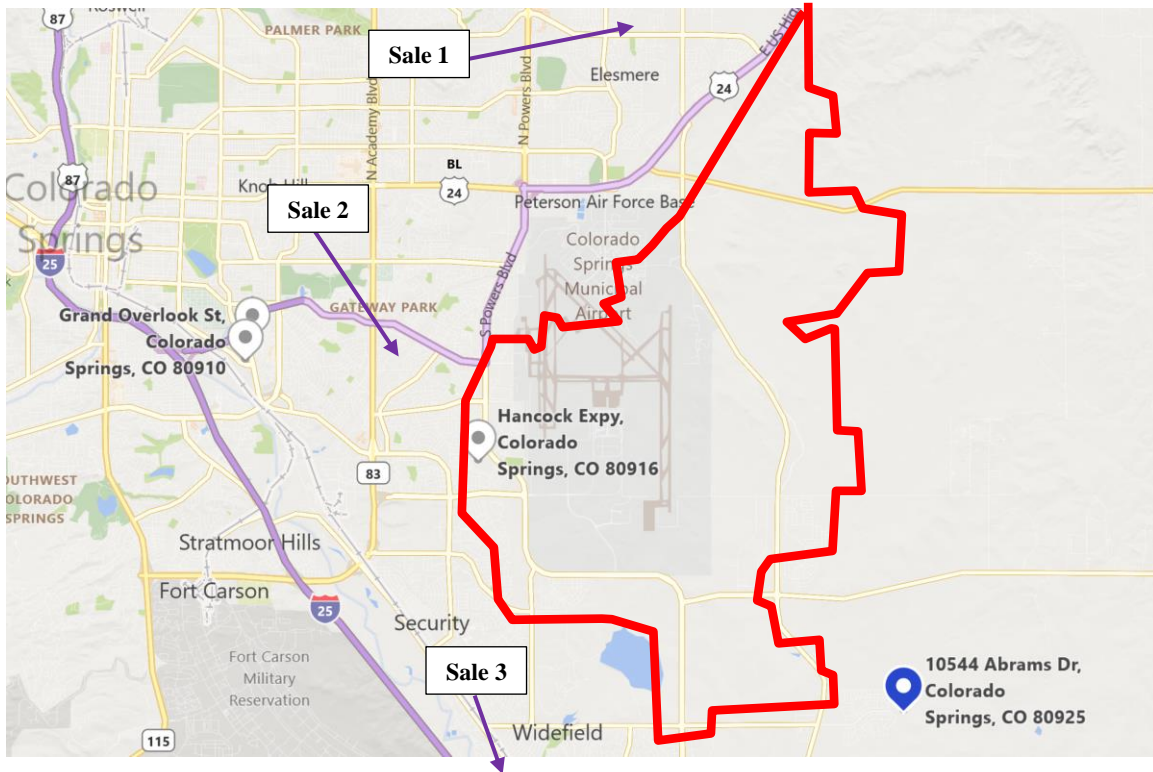 Roswell
87
PALMER PARK
Sale 1
E US Hig
Elesmere
24
N Powers Blvd
N Academy Blvd
87
Colorado
Springs
Knob Hill
BL
24
Sale 2
Peterson Air Force Base
Colorado
Springs
Municipal
Airport
25
S Powers Blvd
GATEWAY PARK
Grand Overlook St,
Colorado
Springs, CO 80910
Hancock Expy,
Colorado
Springs, CO 80916
83
OUTHWEST
COLORADO
SPRINGS
Stratmoor Hills
Fort Carson
25
Security
Fort Carson
Military
Reservation
Sale 3
10544 Abrams Dr,
Colorado
Springs, CO 80925
Widefield
115